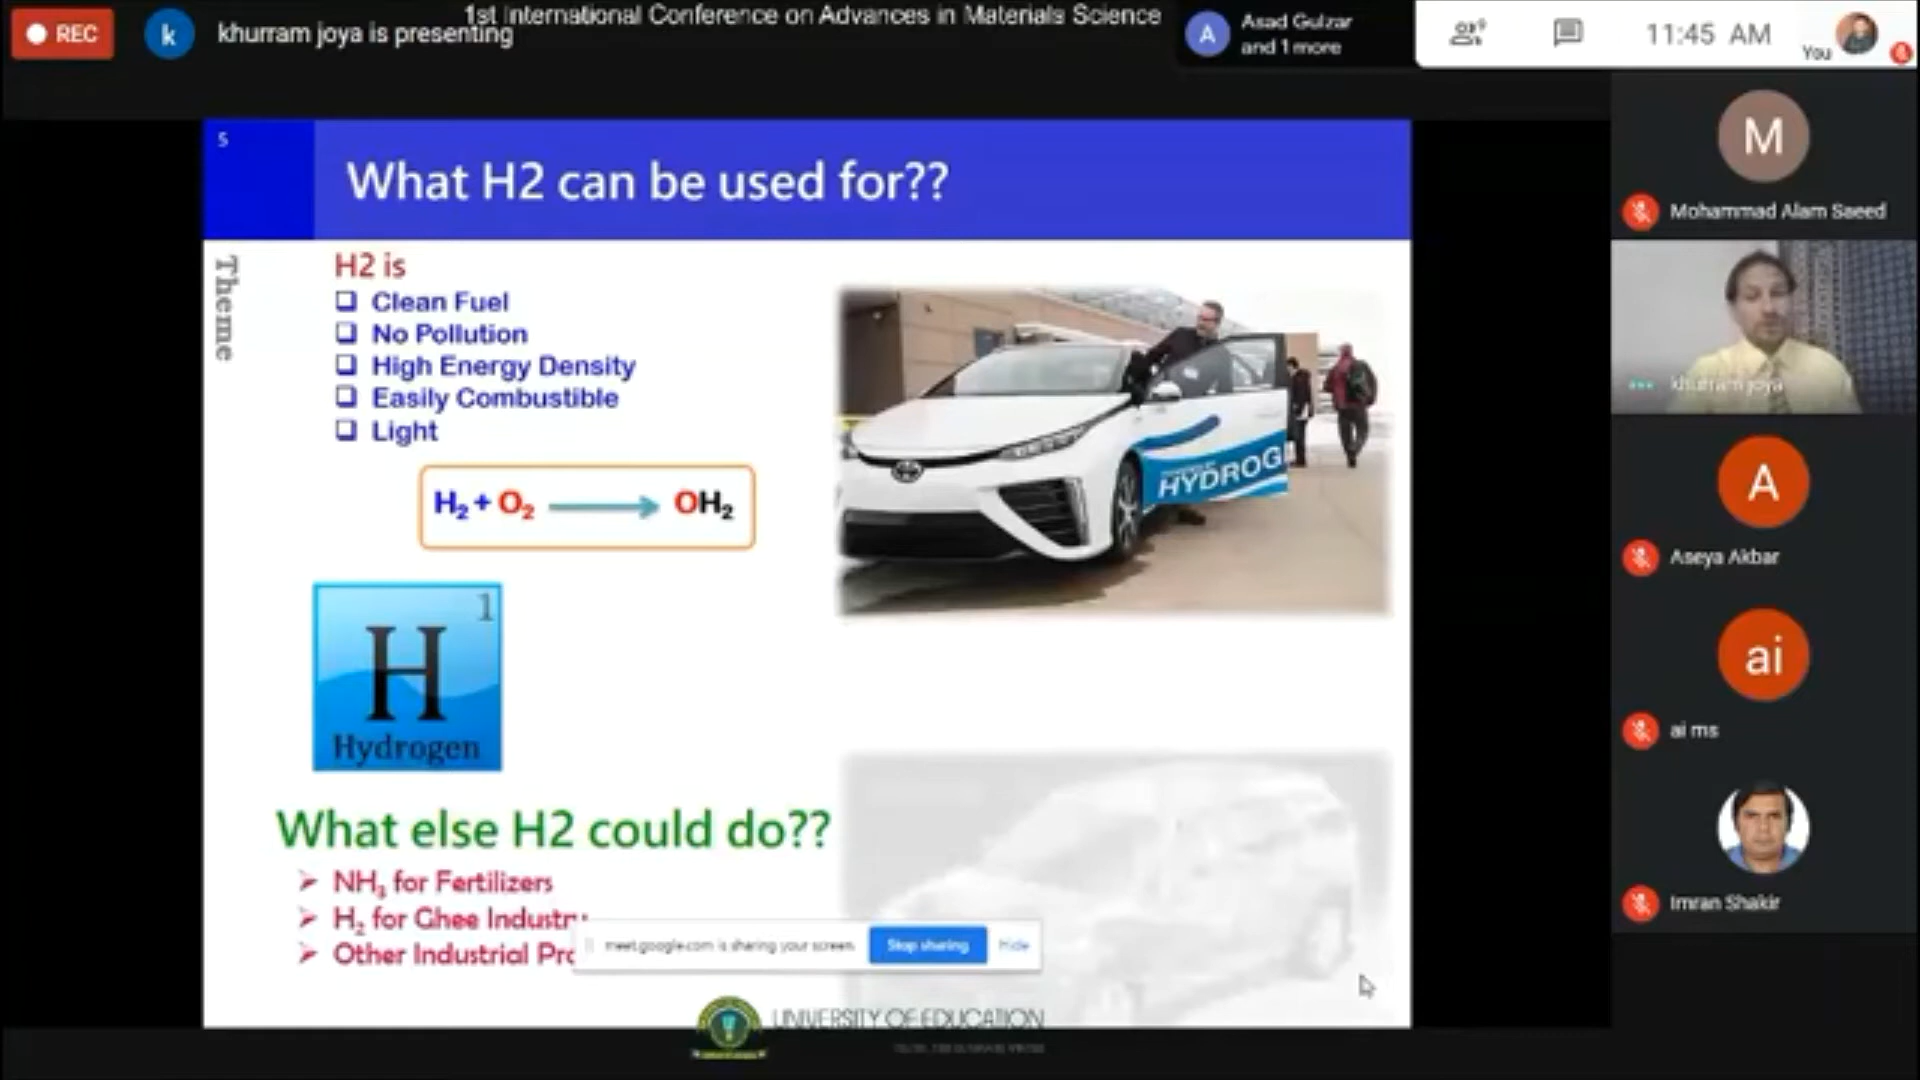 1st International Conference on Advances in Materials Science
REC
k
khurram joya is presenting
A
Asad Gulzar
and 1 more
11:45 AM
You
5
What H2 can be used for??
Theme
H2 is
❑ Clean Fuel
❑ No Pollution
❑ High Energy Density
❑ Easily Combustible
❑ Light
H₂ + O₂ → OH₂
HYDROG
1
H
Hydrogen
What else H2 could do??
➢ NH₃ for Fertilizers
➢ H₂ for Ghee Industry
➢ Other Industrial Pro
meet.google.com is sharing your screen.
Stop sharing
Hide
UNIVERSITY OF EDUCATION
M
Mohammad Alam Saeed
khurram joya
A
Aseya Akbar
ai
ai ms
Imran Shakir